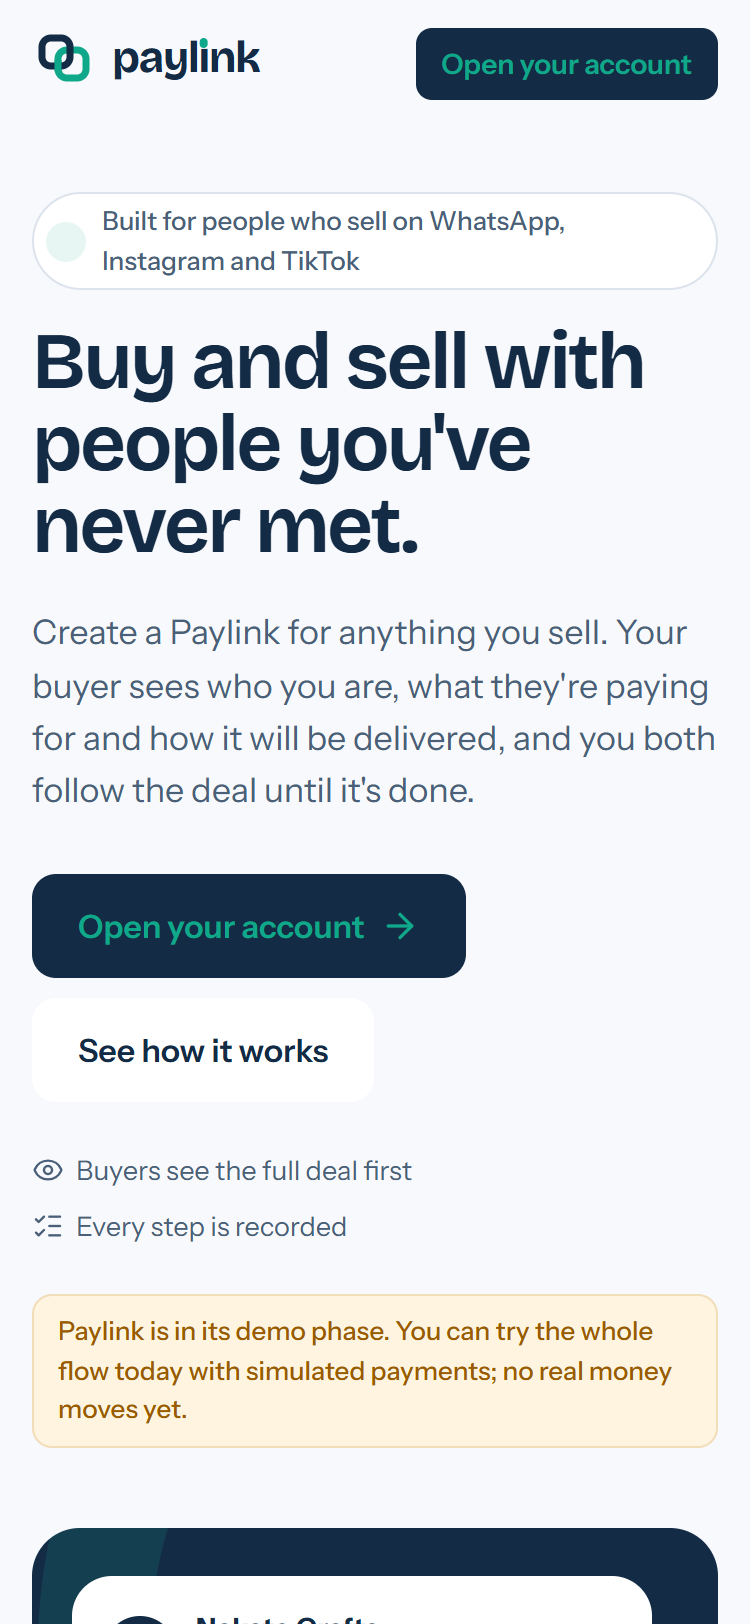 paylink
Open your account
Built for people who sell on WhatsApp,
Instagram and TikTok
Buy and sell with
people you've
never met.
Create a Paylink for anything you sell. Your
buyer sees who you are, what they're paying
for and how it will be delivered, and you both
follow the deal until it's done.
Open your account
See how it works
Buyers see the full deal first
Every step is recorded
Paylink is in its demo phase. You can try the whole
flow today with simulated payments; no real money
moves yet.